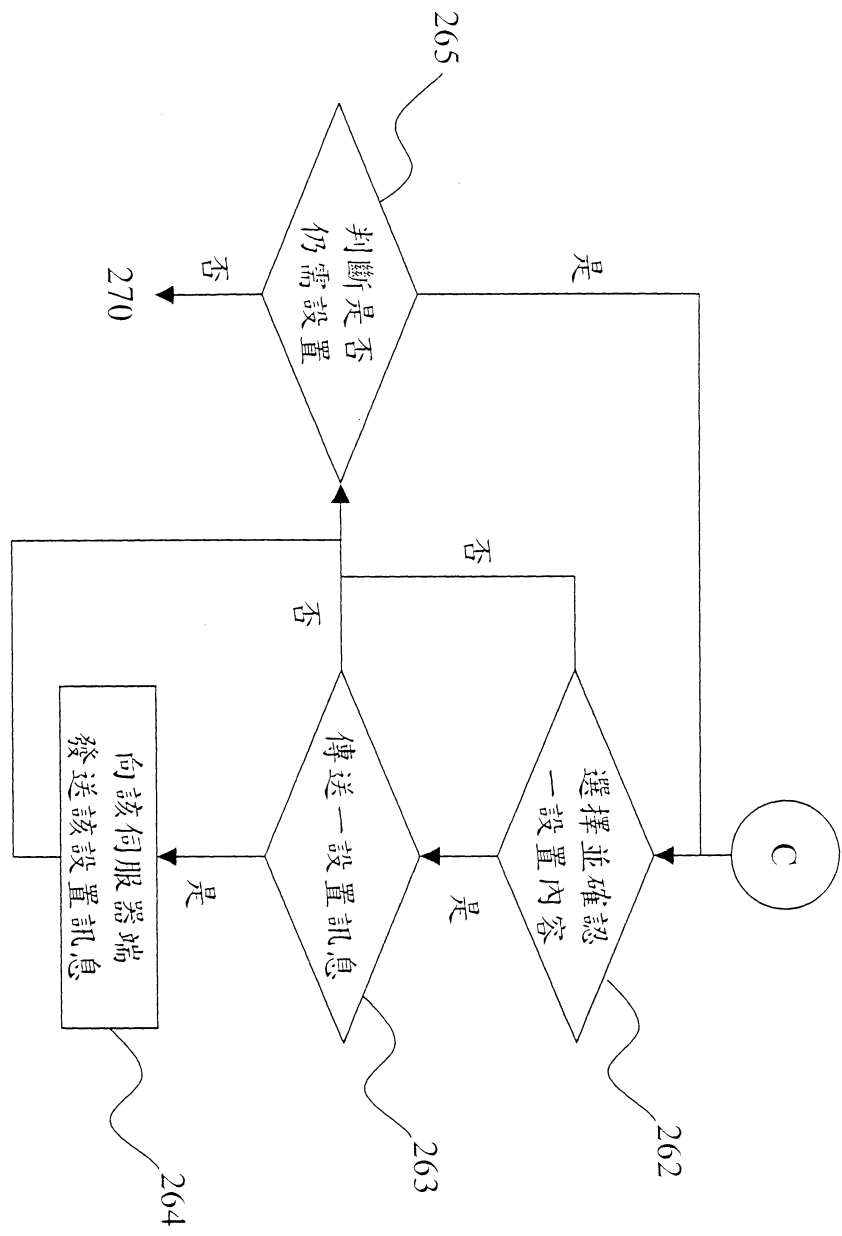 C
選擇並確認
一設置內容
262
是
否
傳送一設置訊息
263
是
否
向該伺服器端
發送該設置訊息
264
判斷是否
仍需設置
265
是
否
270